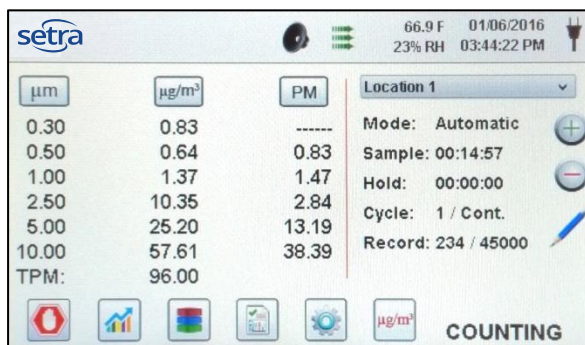 setra
66.9 F 01/06/2016
23% RH 03:44:22 PM
µm µg/m³ PM
0.30 0.83 ------
0.50 0.64 0.83
1.00 1.37 1.47
2.50 10.35 2.84
5.00 25.20 13.19
10.00 57.61 38.39
TPM: 96.00
Location 1
Mode: Automatic
Sample: 00:14:57
Hold: 00:00:00
Cycle: 1 / Cont.
Record: 234 / 45000
µg/m³
COUNTING